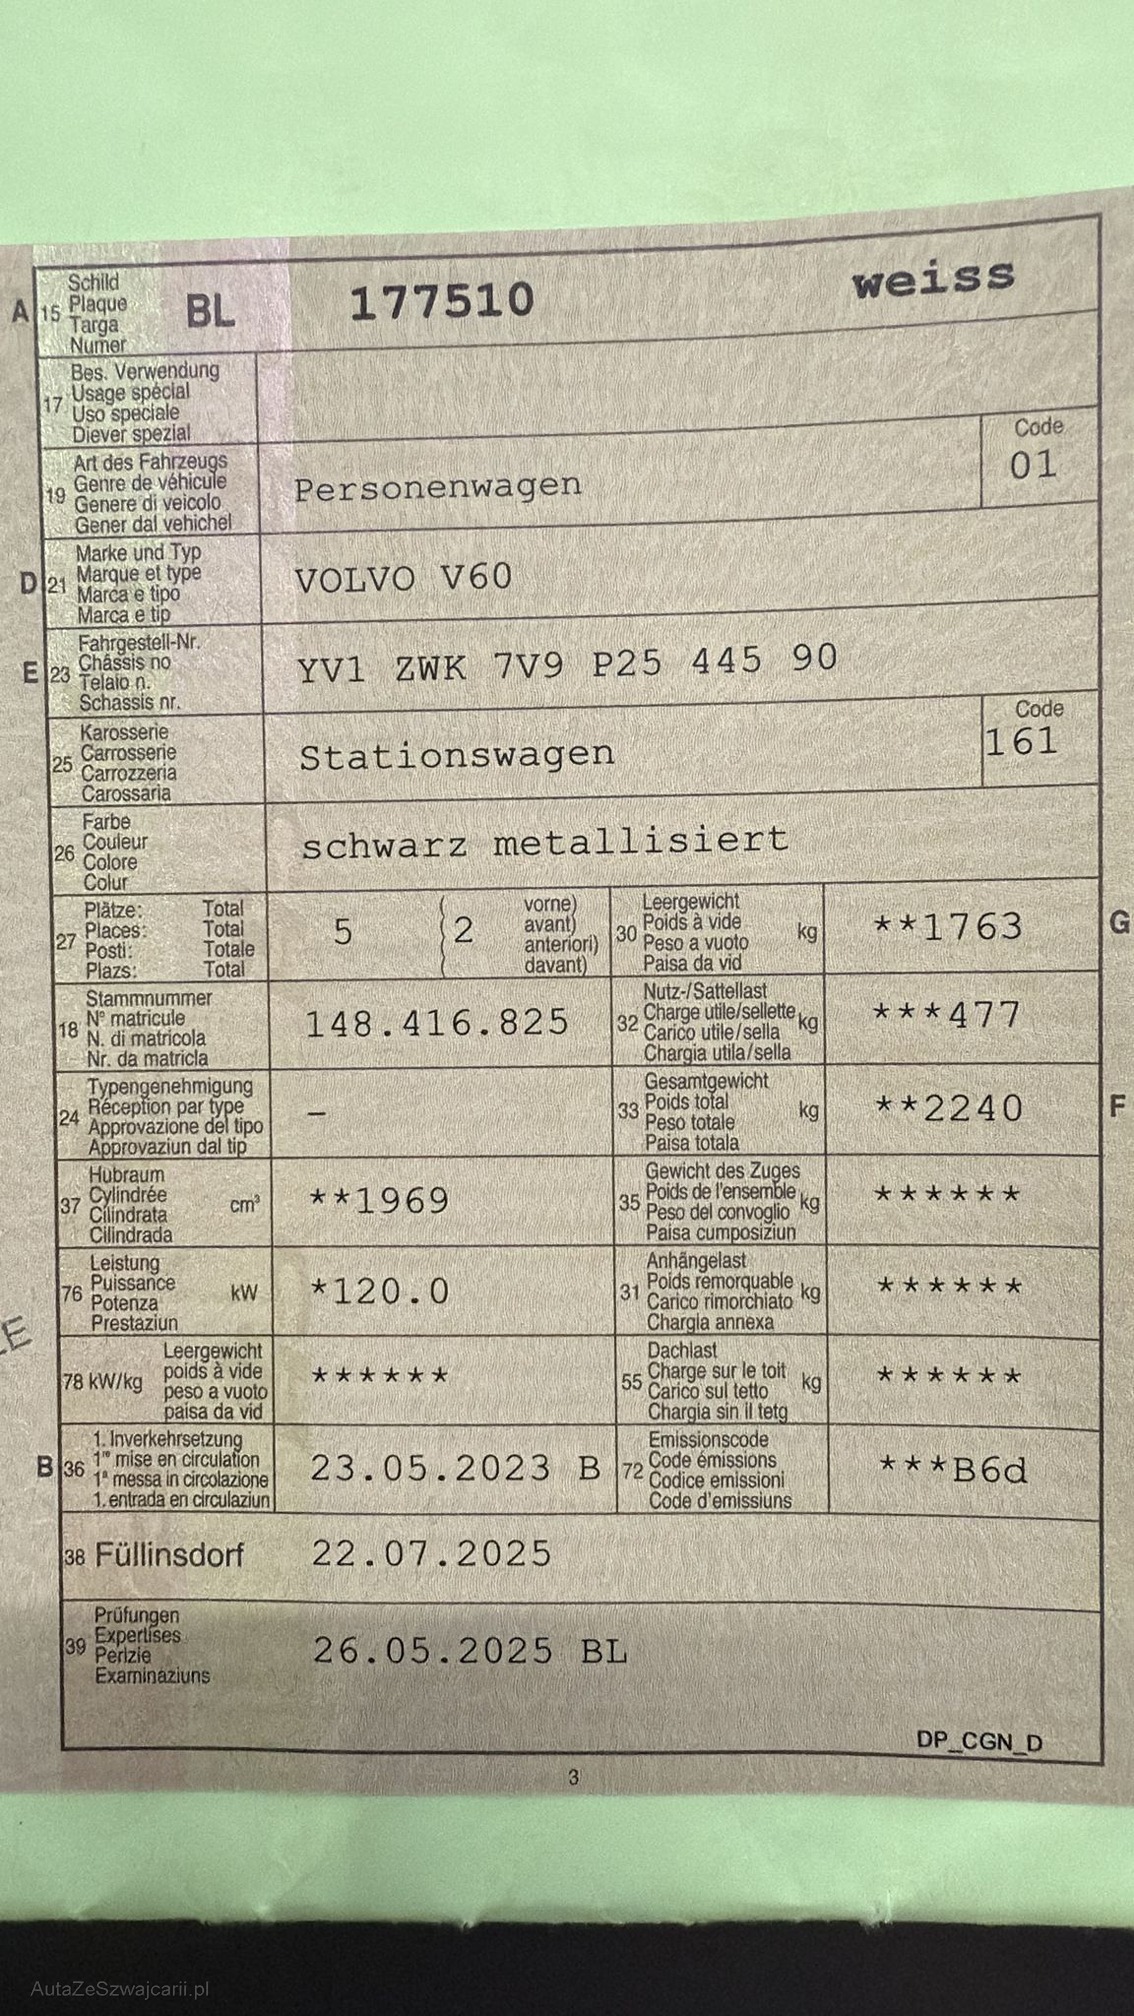 A 15 Schild Plaque Targa Numer BL 177510 weiss
17 Bes. Verwendung
Usage spécial
Uso speciale
Diever spezial
19 Art des Fahrzeugs
Genre de véhicule
Genere di veicolo
Gener dal vehichel
Personenwagen
Code
01
D 21 Marke und Typ
Marque et type
Marca e tipo
Marca e tip
VOLVO V60
E 23 Fahrgestell-Nr.
Châssis no
Telaio n.
Schassis nr.
YV1 ZWK 7V9 P25 445 90
25 Karosserie
Carrosserie
Carrozzeria
Carossaria
Stationswagen
Code
161
26 Farbe
Couleur
Colore
Colur
schwarz metallisiert
27 Plätze: Total
Places: Total
Posti: Totale
Plazs: Total
5 (2 vorne)
avant)
anteriori)
davant)
30 Leergewicht
Poids à vide
Peso a vuoto
Paisa da vid
kg
**1763
G
18 Stammnummer
N° matricule
N. di matricola
Nr. da matricla
148.416.825
32 Nutz-/Sattellast
Charge utile/sellette
Carico utile/sella
Chargia utila/sella
kg
***477
24 Typengenehmigung
Réception par type
Approvazione del tipo
Approvaziun dal tip
–
33 Gesamtgewicht
Poids total
Peso totale
Paisa totala
kg
**2240
F
37 Hubraum
Cylindrée
Cilindrata
Cilindrada
cm³
**1969
35 Gewicht des Zuges
Poids de l'ensemble
Peso del convoglio
Paisa cumposiziun
kg
******
76 Leistung
Puissance
Potenza
Prestaziun
kW
*120.0
31 Anhängelast
Poids remorquable
Carico rimorchiato
Chargia annexa
kg
******
78 kW/kg Leergewicht
poids à vide
peso a vuoto
paisa da vid
******
55 Dachlast
Charge sur le toit
Carico sul tetto
Chargia sin il tetg
kg
******
B 36 1. Inverkehrsetzung
1re mise en circulation
1a messa in circolazione
1. entrada en circulaziun
23.05.2023 B
72 Emissionscode
Code émissions
Codice emissioni
Code d'emissiuns
***B6d
38 Füllinsdorf 22.07.2025
39 Prüfungen
Expertises
Perizie
Examinaziuns
26.05.2025 BL
DP_CGN_D
3
AutaZeSzwajcarii.pl